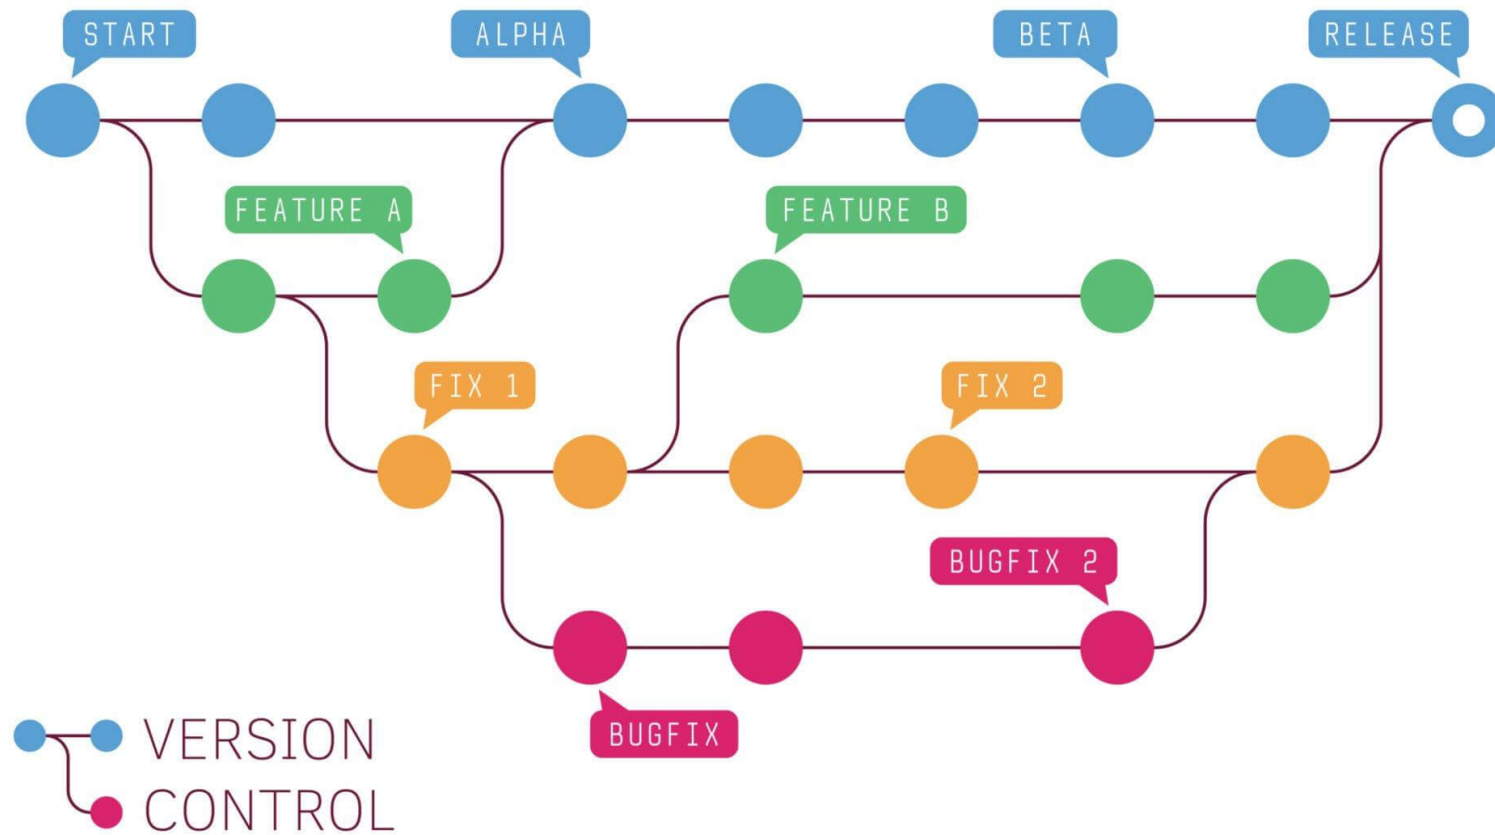 START
ALPHA
BETA
RELEASE
FEATURE A
FEATURE B
FIX 1
FIX 2
BUGFIX 2
BUGFIX
VERSION
CONTROL